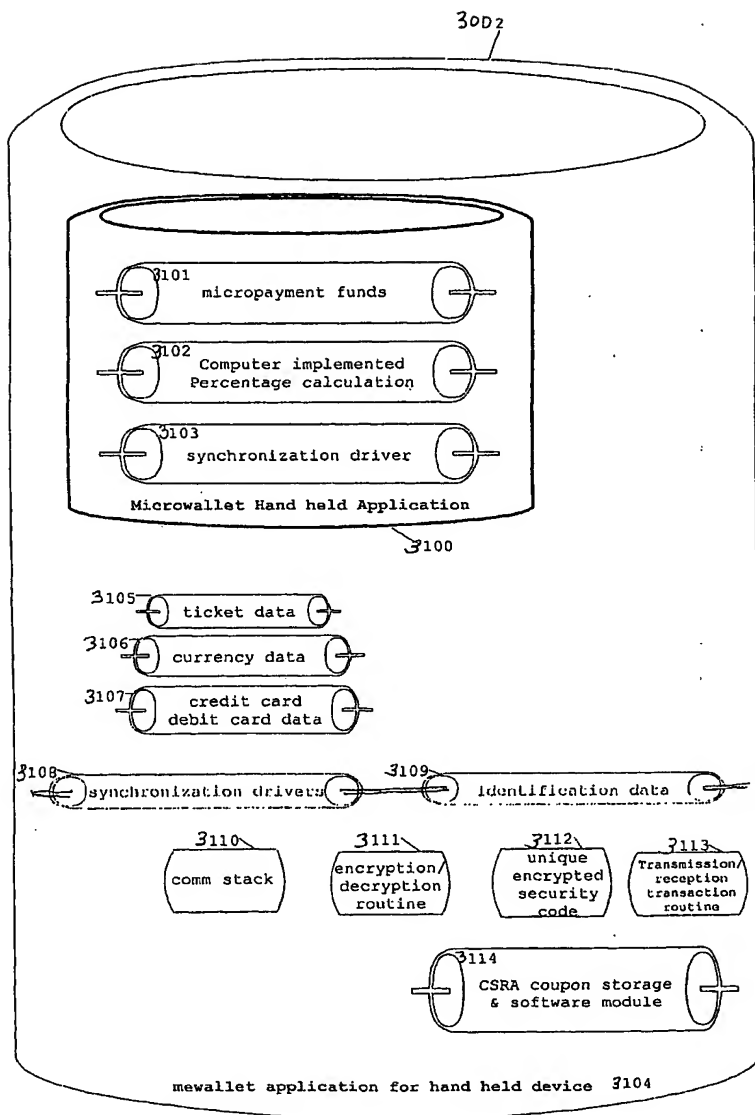 30D2
3101
micropayment funds
3102
Computer implemented
Percentage calculation
3103
synchronization driver
Microwallet Hand held Application
3100
3105
ticket data
3106
currency data
3107
credit card
debit card data
3108
synchronization drivers
3109
Identification data
3110
comm stack
3111
encryption/
decryption
routine
3112
unique
encrypted
security
code
3113
Transmission/
reception
transaction
routine
3114
CSRA coupon storage
& software module
mewallet application for hand held device 3104